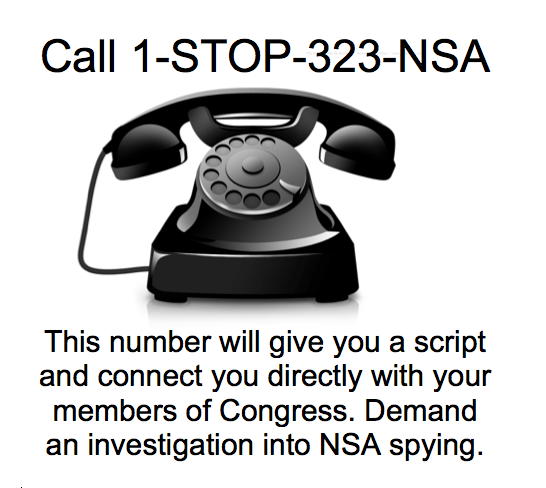 Call 1-STOP-323-NSA
This number will give you a script
and connect you directly with your
members of Congress. Demand
an investigation into NSA spying.